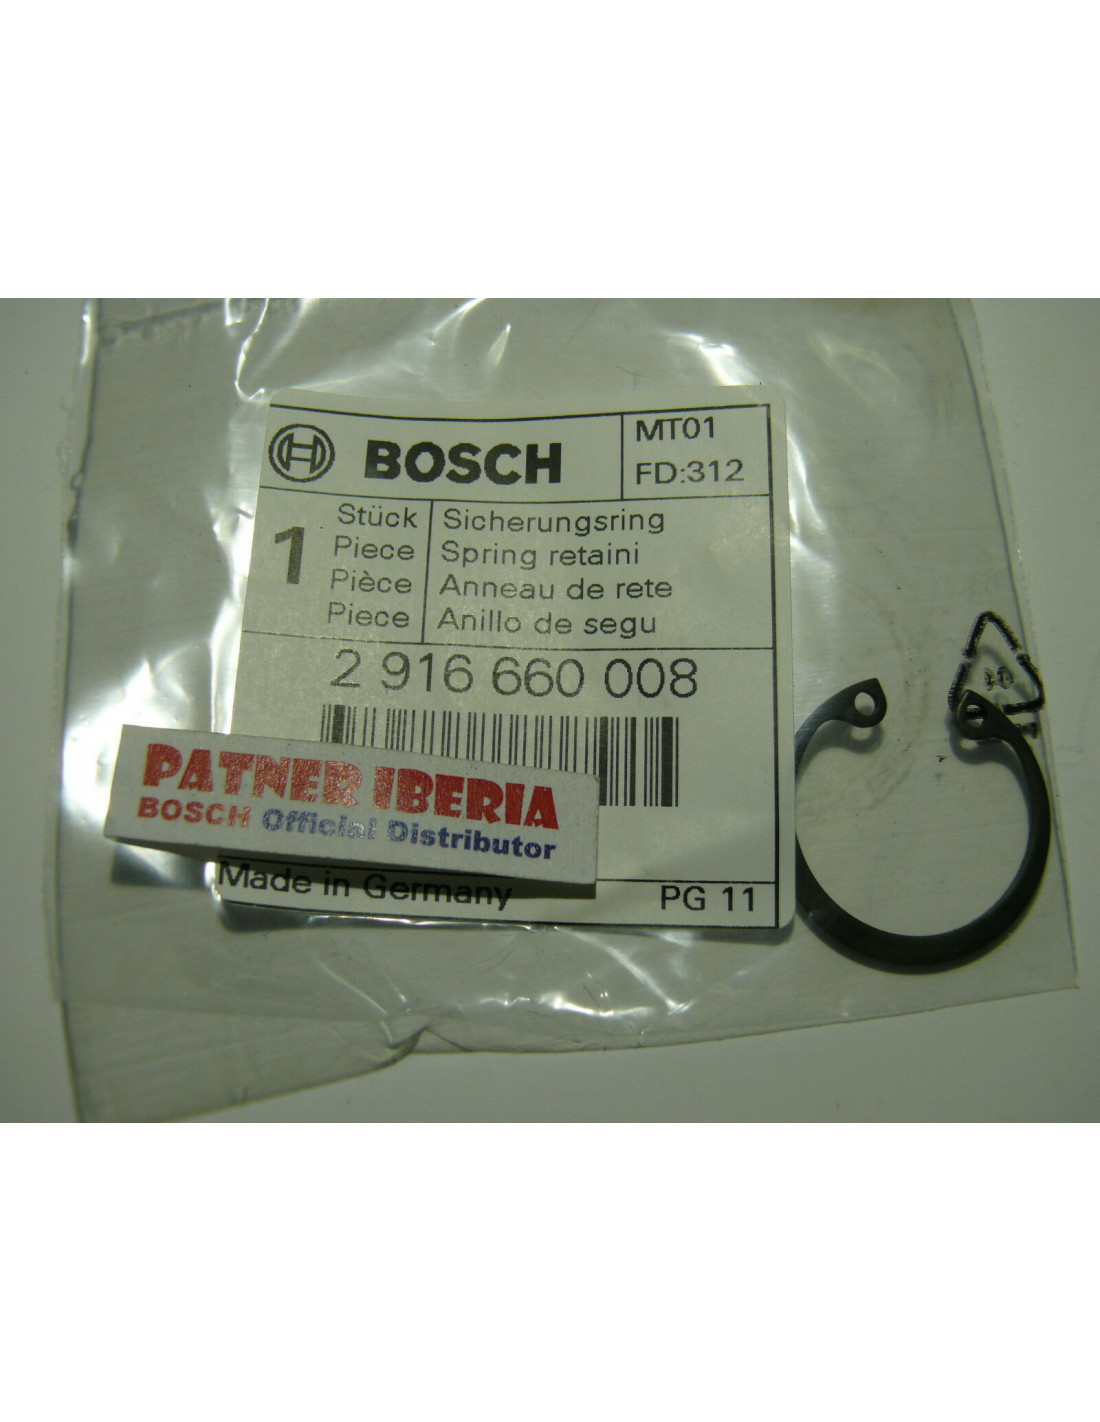 BOSCH
MT01
FD:312
1
Stück
Piece
Pièce
Piece
Sicherungsring
Spring retaini
Anneau de rete
Anillo de segu
2 916 660 008
PATNER IBERIA
BOSCH Official Distributor
Made in Germany
PG 11